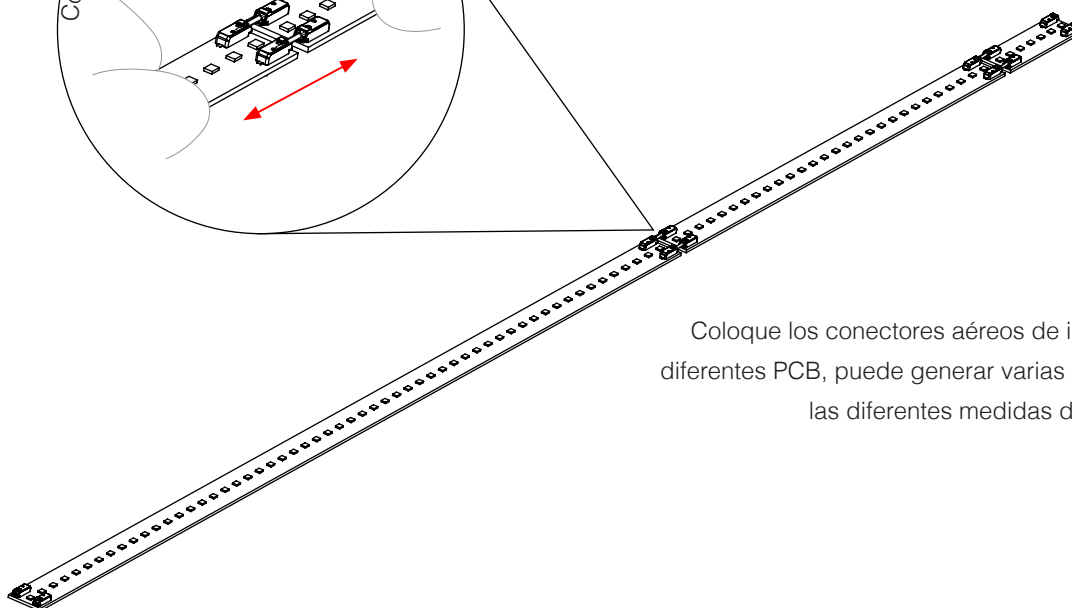 Coloque los conectores aéreos de
diferentes PCB, puede generar varias
las diferentes medidas